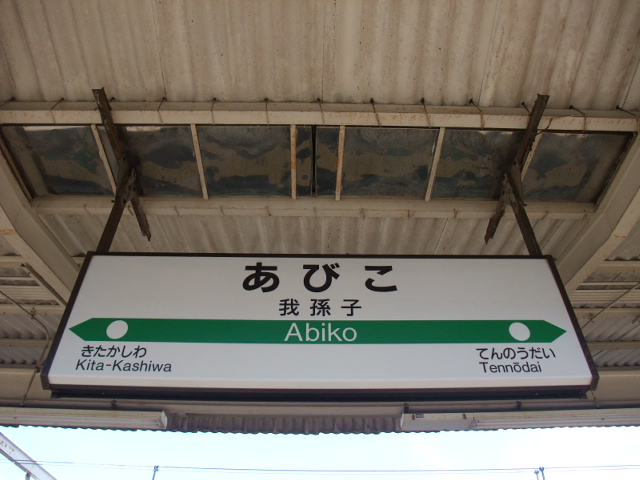 あびこ
我孫子
Abiko
きたかしわ
Kita-Kashiwa
てんのうだい
Tennōdai